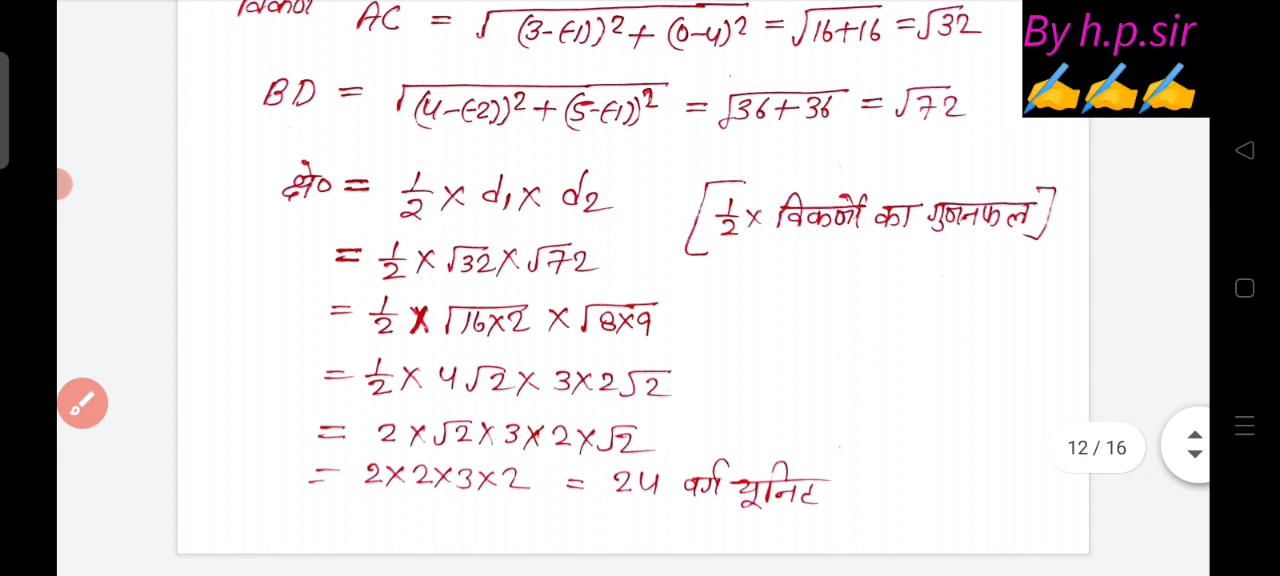 AC = √(3-(-1))² + (0-4)² = √16+16 = √32
By h.p.sir
BD = √(4-(-2))² + (5-(-1))² = √36+36 = √72
क्षे० = 1/2 × d₁ × d₂ [1/2 × विकर्णों का गुणनफल]
= 1/2 × √32 × √72
= 1/2 × √16×2 × √8×9
= 1/2 × 4√2 × 3×2√2
= 2×√2×3×2×√2
= 2×2×3×2 = 24 वर्ग यूनिट
12 / 16